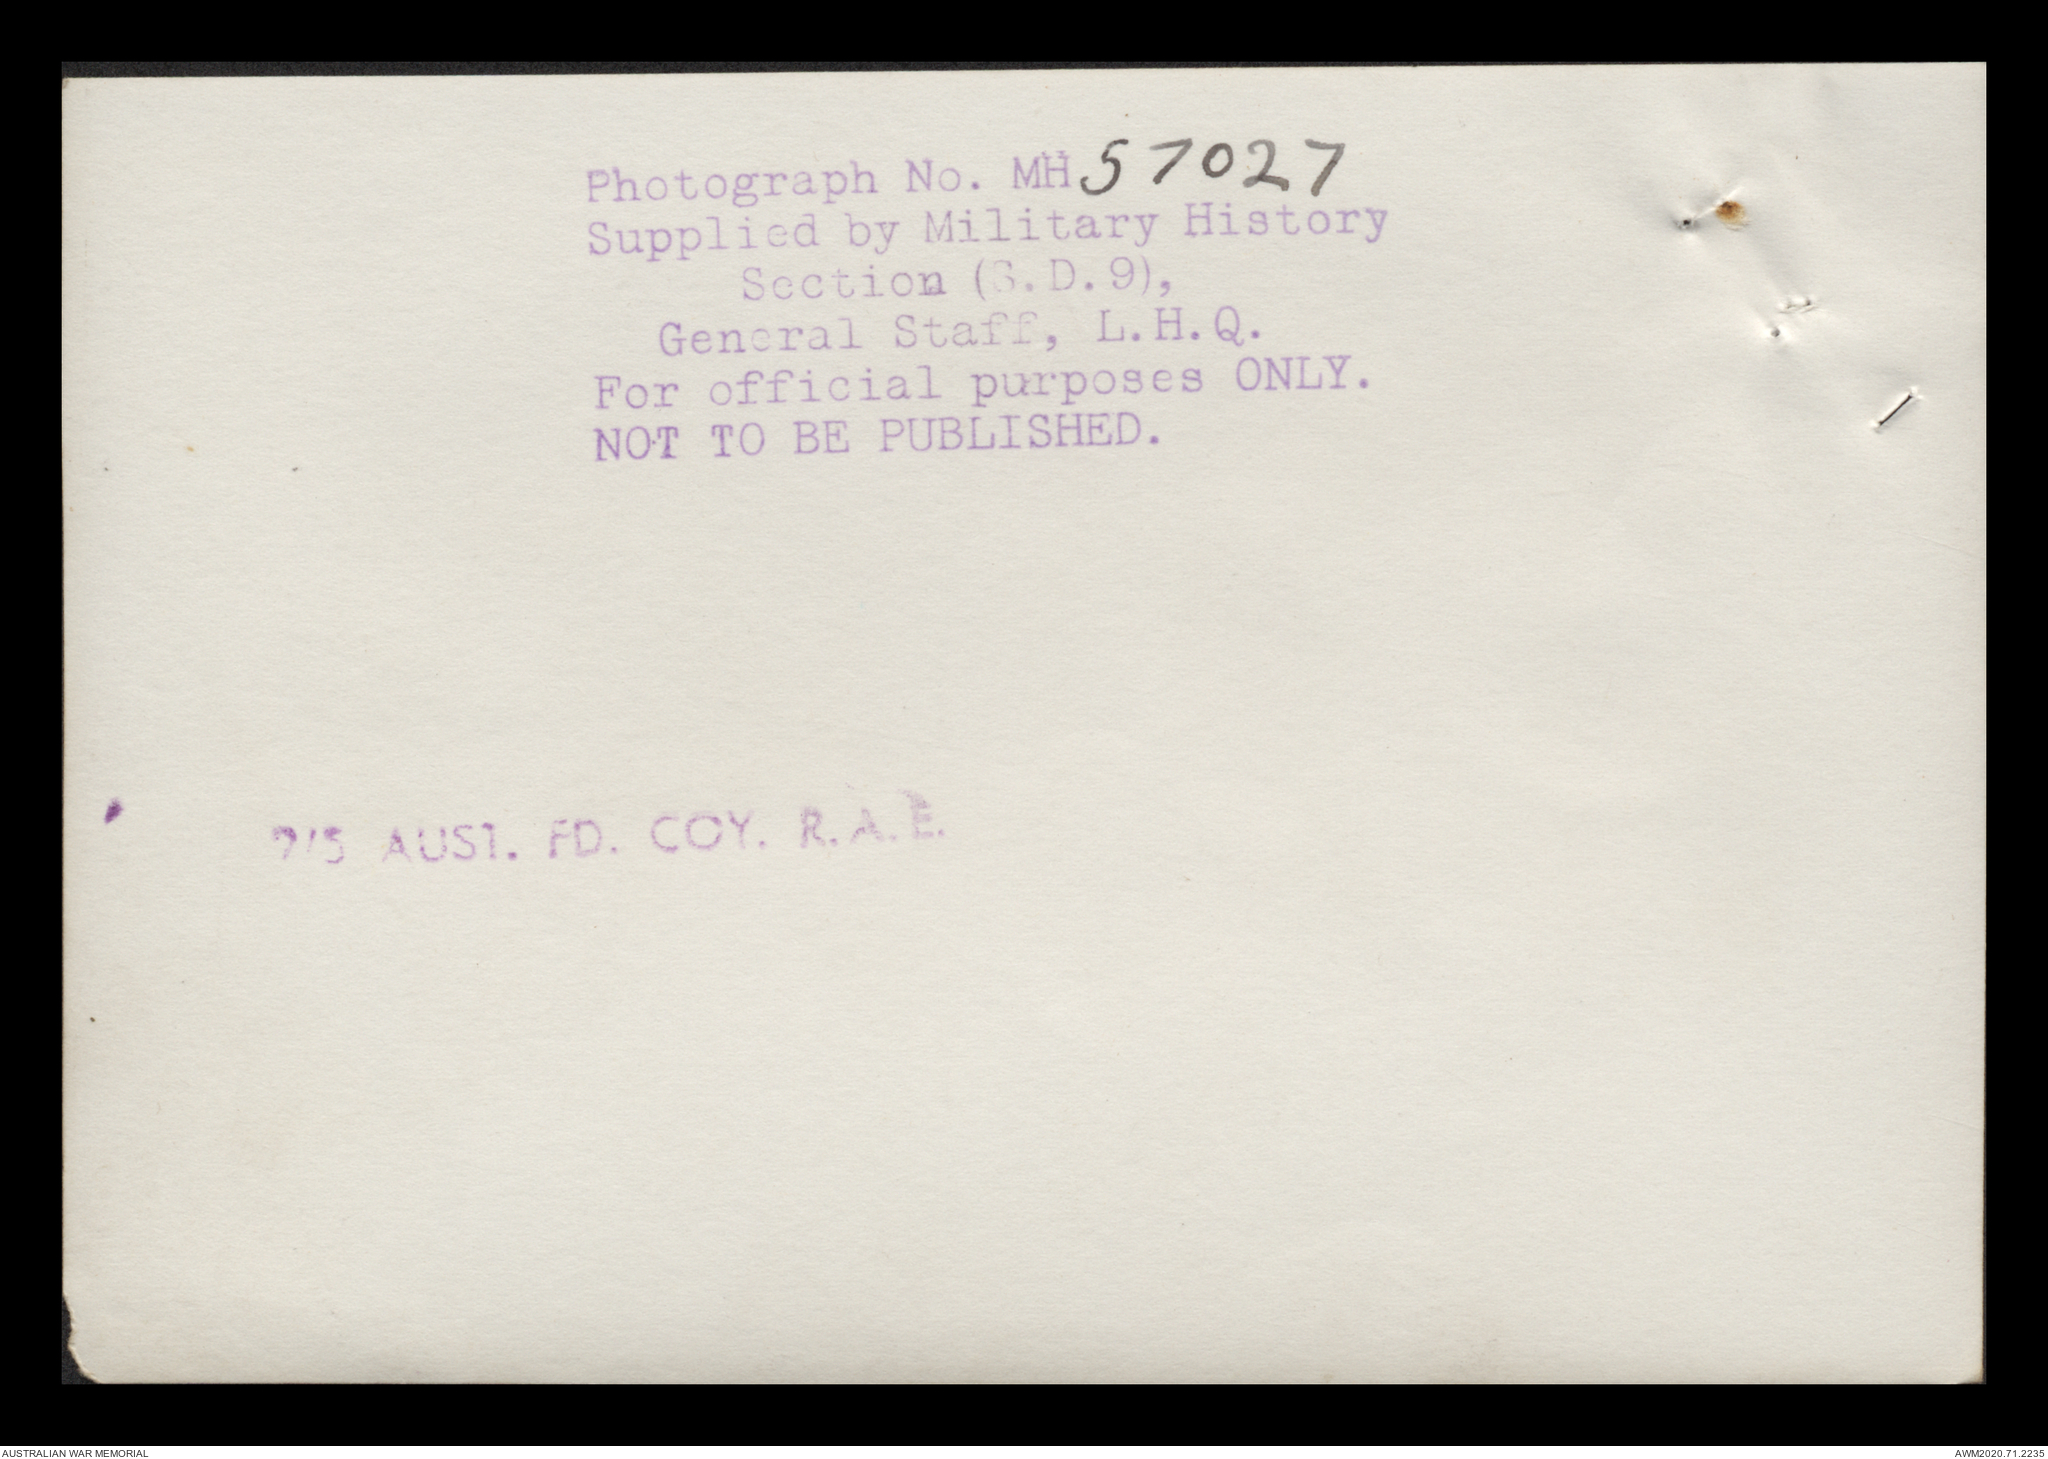 Photograph No. MH 57027
Supplied by Military History
Section (S.D.9),
General Staff, L.H.Q.
For official purposes ONLY.
NOT TO BE PUBLISHED.
AUST. FD. COY. R.A.E.
AUSTRALIAN WAR MEMORIAL
AWM2020.71.2235